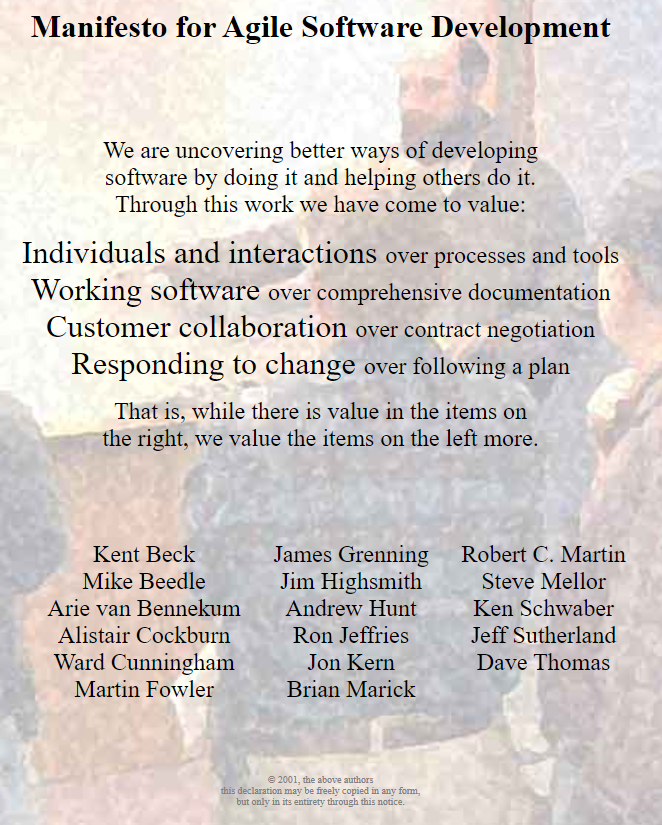 Manifesto for Agile Software Development
We are uncovering better ways of developing
software by doing it and helping others do it.
Through this work we have come to value:
Individuals and interactions over processes and tools
Working software over comprehensive documentation
Customer collaboration over contract negotiation
Responding to change over following a plan
That is, while there is value in the items on
the right, we value the items on the left more.
Kent Beck
Mike Beedle
Arie van Bennekum
Alistair Cockburn
Ward Cunningham
Martin Fowler
James Grenning
Jim Highsmith
Andrew Hunt
Ron Jeffries
Jon Kern
Brian Marick
Robert C. Martin
Steve Mellor
Ken Schwaber
Jeff Sutherland
Dave Thomas
© 2001, the above authors
this declaration may be freely copied in any form,
but only in its entirety through this notice.